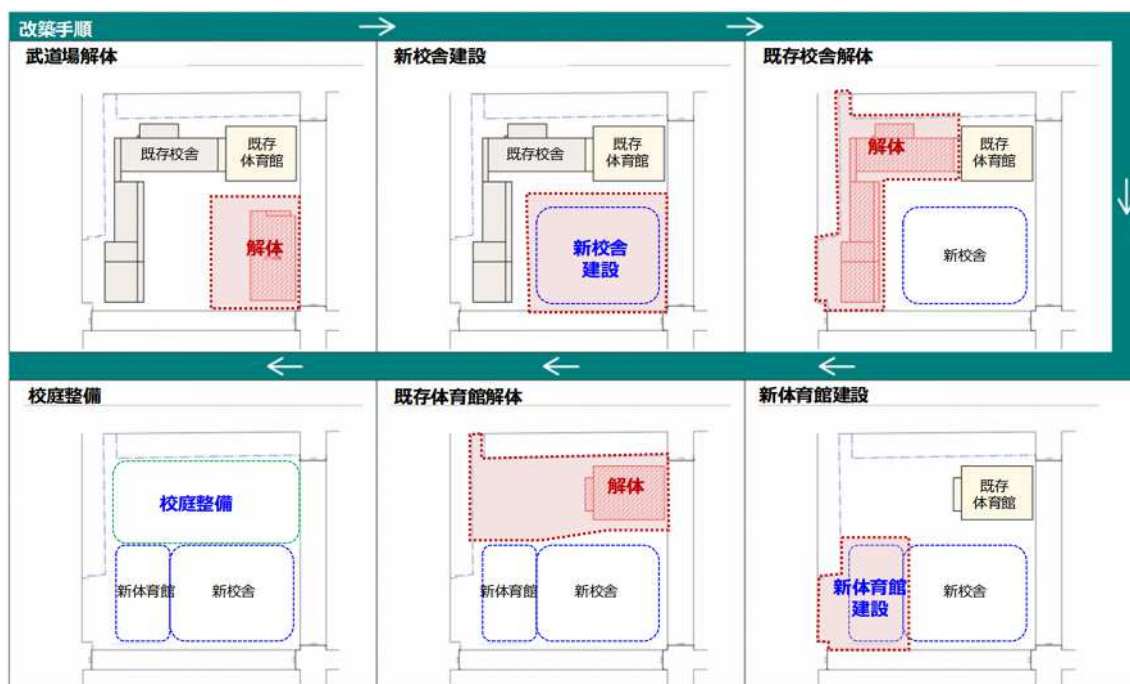 改築手順
武道場解体
既存校舎
既存
体育館
解体
新校舎建設
既存校舎
既存
体育館
新校舎
建設
既存校舎解体
解体
既存
体育館
新校舎
校庭整備
校庭整備
新体育館
新校舎
既存体育館解体
解体
新体育館
新校舎
新体育館建設
既存
体育館
新体育館
建設
新校舎